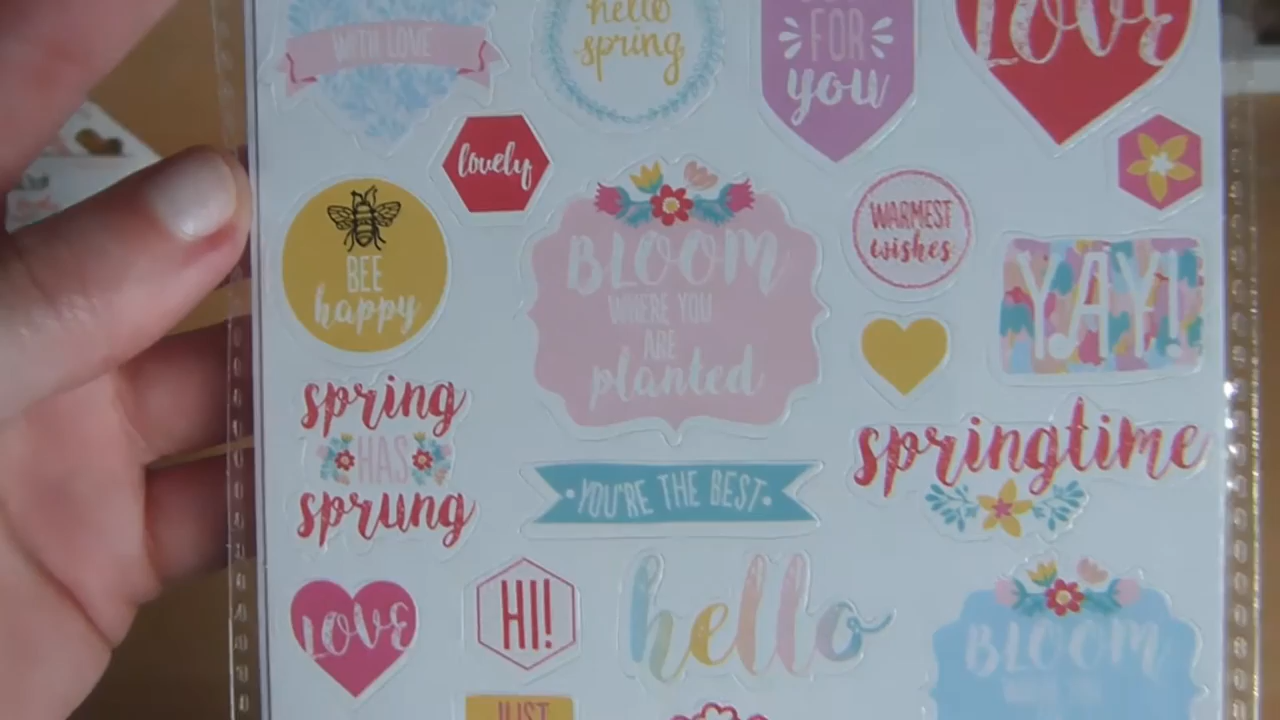 WITH LOVE
hello
spring
FOR
you
LOVE
lovely
BEE
happy
BLOOM
WHERE YOU
ARE
planted
WARMEST
wishes
YAY!
spring
HAS
sprung
YOU'RE THE BEST
springtime
LOVE
HI!
hello
BLOOM
JUST